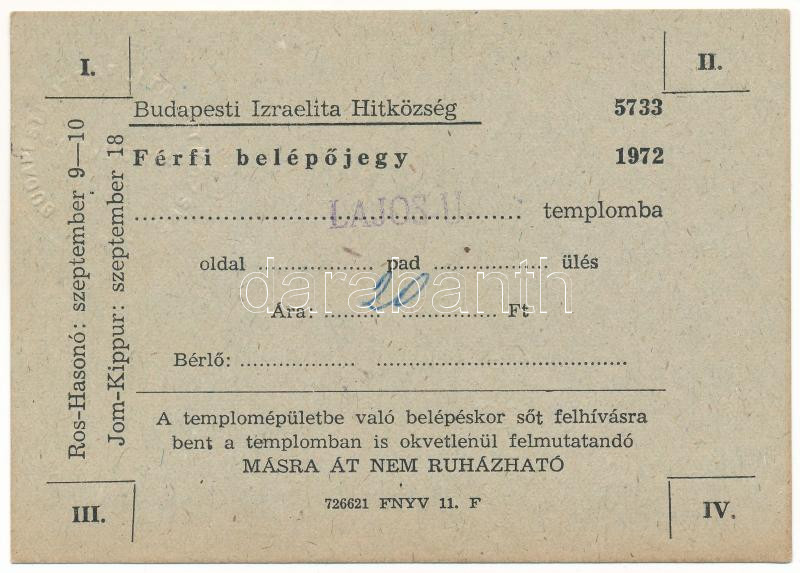 I.
II.
Budapesti Izraelita Hitközség 5733
Férfi belépőjegy 1972
LAJOS U. templomba
oldal pad ülés
Ára: 20 Ft
Bérlő:
Ros-Hasonó: szeptember 9—10
Jom-Kippur: szeptember 18
A templomépületbe való belépéskor sőt felhívásra
bent a templomban is okvetlenül felmutatandó
MÁSRA ÁT NEM RUHÁZHATÓ
III.
726621 FNYV 11. F
IV.
darabanth